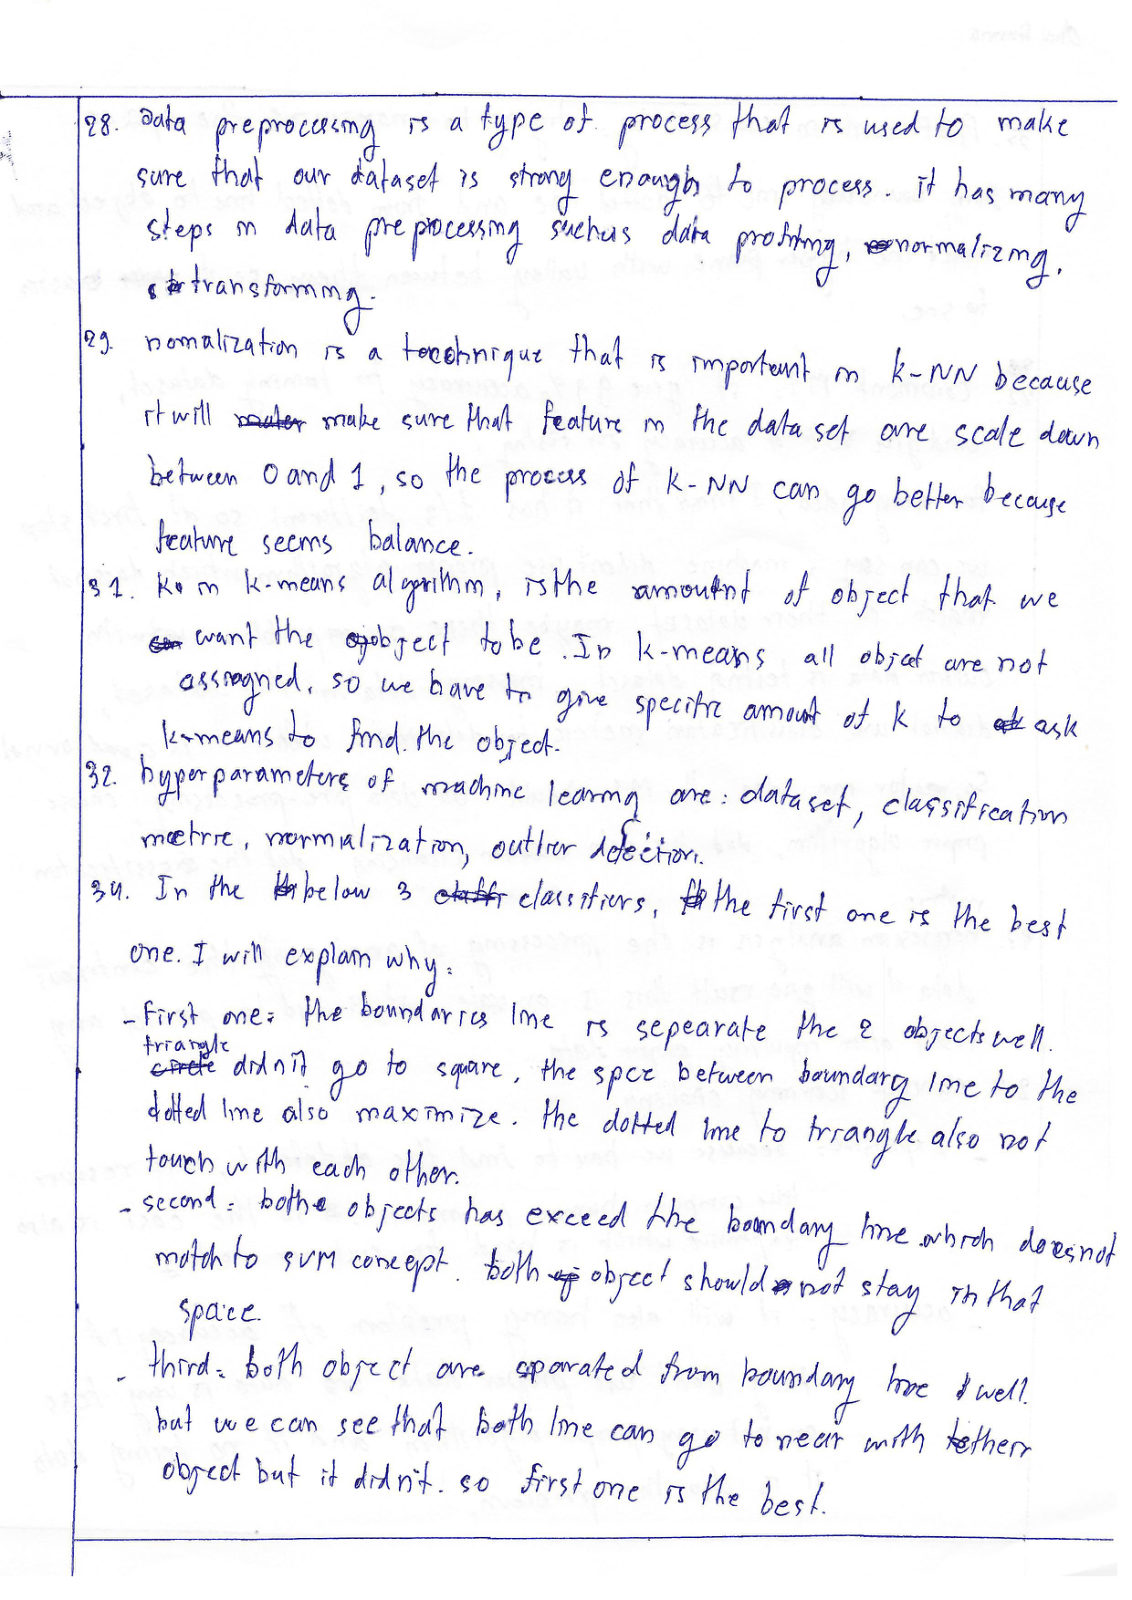 28. Data preprocessing is a type of process that is used to make
sure that our dataset is strong enough to process. it has many
steps in data preprocessing suchas data profiling, normalizing,
transforming.
29. nomalization is a technique that is important in k-NN because
it will make sure that feature in the data set are scale down
between 0 and 1, so the process of k-NN can go better because
feature seems balance.
31. K in k-means algorithm, is the amount of object that we
want the object to be. In k-means all object are not
assiagned, so we have to give specific amount of k to ask
k-means to find the object.
32. hyperparameters of machine learing are: dataset, classification
metric, normialization, outlier detection.
34. In the below 3 classifiers, the first one is the best
one. I will explain why:
- first one: the boundaries line is sepearate the 2 objects well.
triangle didn't go to square, the spce between boundary line to the
dotted line also maximize. the dotted line to triangle also not
touch with each other.
- second: both objects has exceed the boundary line which doesnot
match to SVM concept. both object should not stay in that
space.
- third: both object are sparated from boundary line well.
but we can see that both line can go to near with their
object but it didn't. so first one is the best.